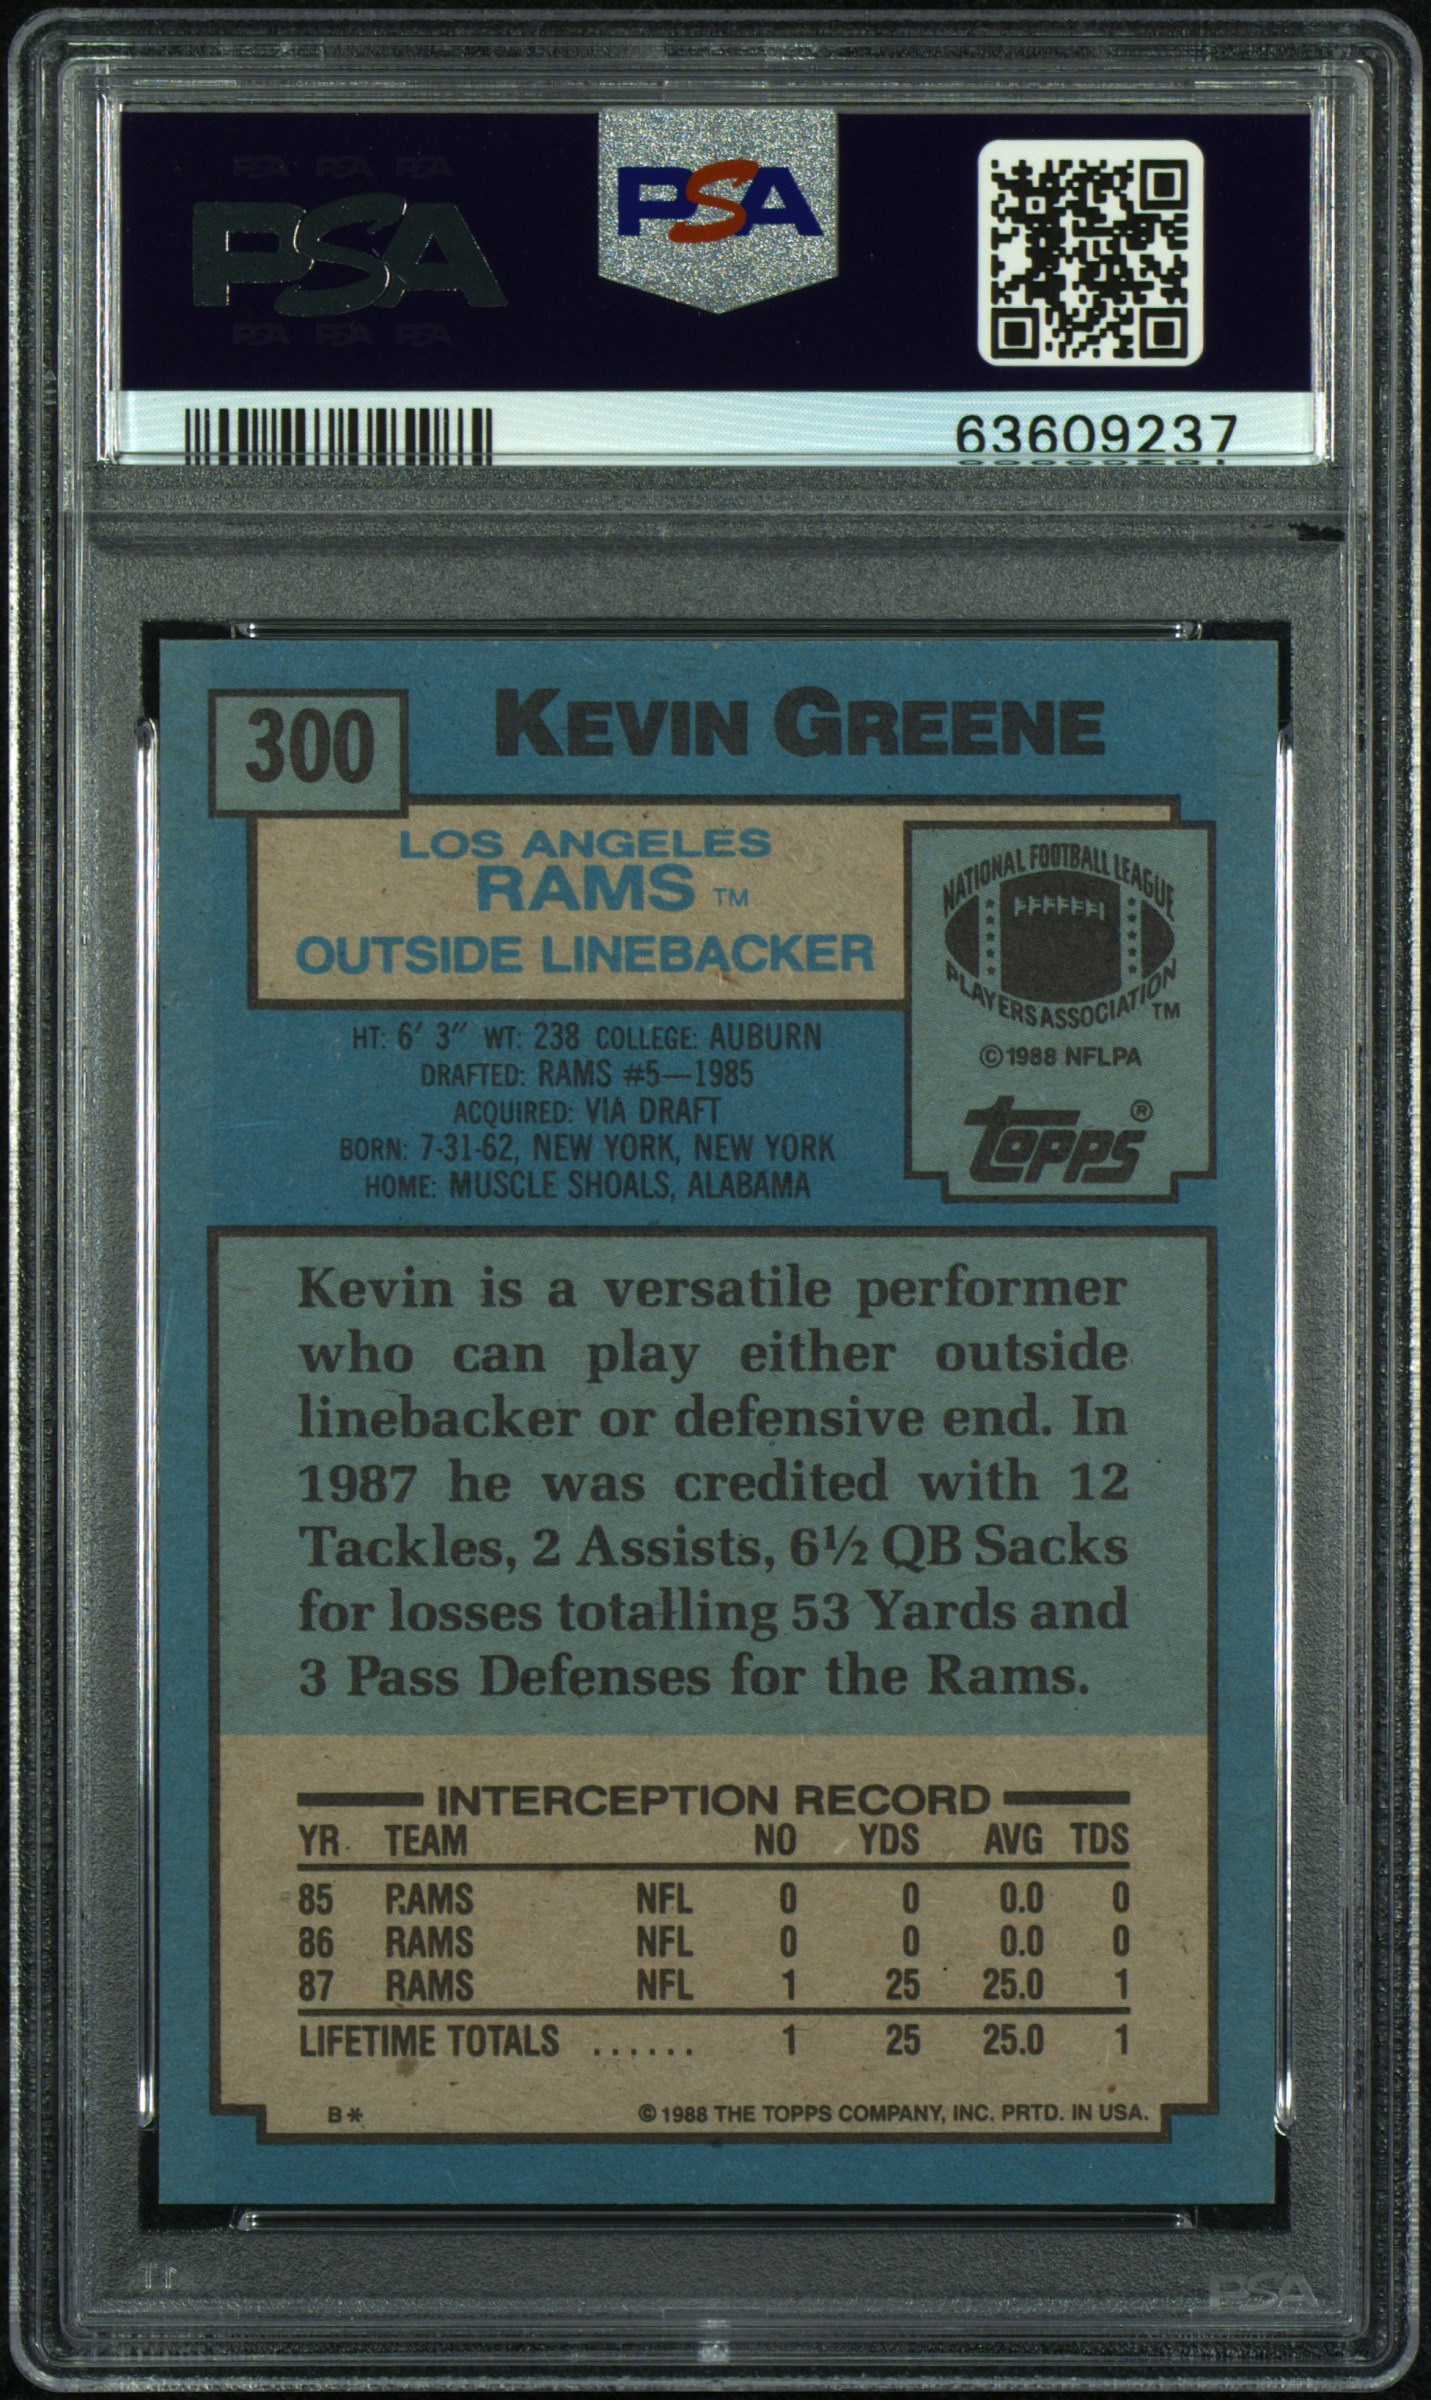 PSA PSA PSA
PSA
PSA PSA PSA
PSA
63609237
300
KEVIN GREENE
LOS ANGELES
RAMS TM
OUTSIDE LINEBACKER
NATIONAL FOOTBALL LEAGUE
PLAYERS ASSOCIATION TM
© 1988 NFLPA
topps®
HT: 6' 3" WT: 238 COLLEGE: AUBURN
DRAFTED: RAMS #5—1985
ACQUIRED: VIA DRAFT
BORN: 7-31-62, NEW YORK, NEW YORK
HOME: MUSCLE SHOALS, ALABAMA
Kevin is a versatile performer
who can play either outside
linebacker or defensive end. In
1987 he was credited with 12
Tackles, 2 Assists, 6½ QB Sacks
for losses totalling 53 Yards and
3 Pass Defenses for the Rams.
INTERCEPTION RECORD
YR TEAM NO YDS AVG TDS
85 RAMS NFL 0 0 0.0 0
86 RAMS NFL 0 0 0.0 0
87 RAMS NFL 1 25 25.0 1
LIFETIME TOTALS ...... 1 25 25.0 1
B* © 1988 THE TOPPS COMPANY, INC. PRTD. IN USA.
PSA